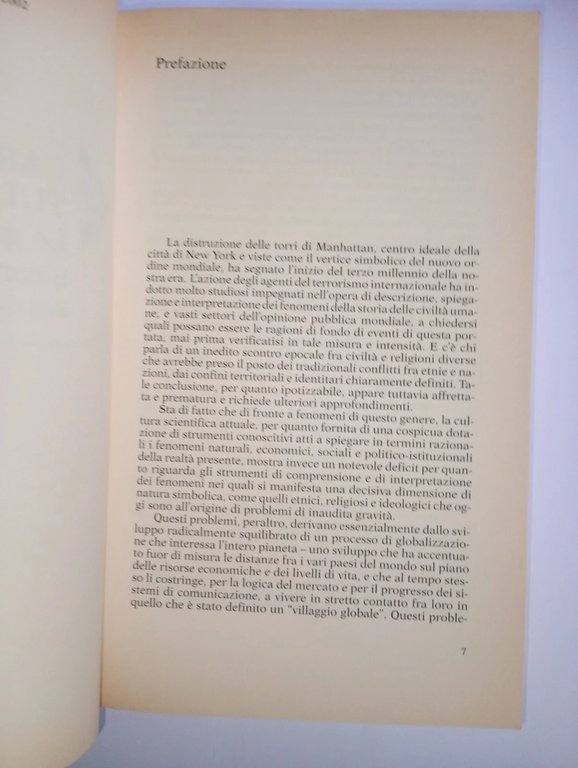 Prefazione
La distruzione delle torri di Manhattan, centro ideale della
città di New York e viste come il vertice simbolico del nuovo or-
dine mondiale, ha segnato l'inizio del terzo millennio della no-
stra era. L'azione degli agenti del terrorismo internazionale ha in-
dotto molto studiosi impegnati nell'opera di descrizione, spiega-
zione e interpretazione dei fenomeni della storia delle civiltà uma-
ne, e vasti settori dell'opinione pubblica mondiale, a chiedersi
quali possano essere le ragioni di fondo di eventi di questa por-
tata, mai prima verificatisi in tale misura e intensità. E c'è chi
parla di un inedito scontro epocale fra civiltà e religioni diverse
che avrebbe preso il posto dei tradizionali conflitti fra etnie e na-
zioni, dai confini territoriali e identitari chiaramente definiti. Ta-
le conclusione, per quanto ipotizzabile, appare tuttavia affretta-
ta e prematura e richiede ulteriori approfondimenti.
Sta di fatto che di fronte a fenomeni di questo genere, la cul-
tura scientifica attuale, per quanto fornita di una cospicua dota-
zione di strumenti conoscitivi atti a spiegare in termini raziona-
li i fenomeni naturali, economici, sociali e politico-istituzionali
della realtà presente, mostra invece un notevole deficit per quan-
to riguarda gli strumenti di comprensione e di interpretazione
dei fenomeni nei quali si manifesta una decisiva dimensione di
natura simbolica, come quelli etnici, religiosi e ideologici che og-
gi sono all'origine di problemi di inaudita gravità.
Questi problemi, peraltro, derivano essenzialmente dallo svi-
luppo radicalmente squilibrato di un processo di globalizzazio-
ne che interessa l'intero pianeta – uno sviluppo che ha accentua-
to fuor di misura le distanze fra i vari paesi del mondo sul piano
delle risorse economiche e dei livelli di vita, e che al tempo stes-
so li costringe, per la logica del mercato e per il progresso dei si-
stemi di comunicazione, a vivere in stretto contatto fra loro in
quello che è stato definito un "villaggio globale". Questi proble-
7